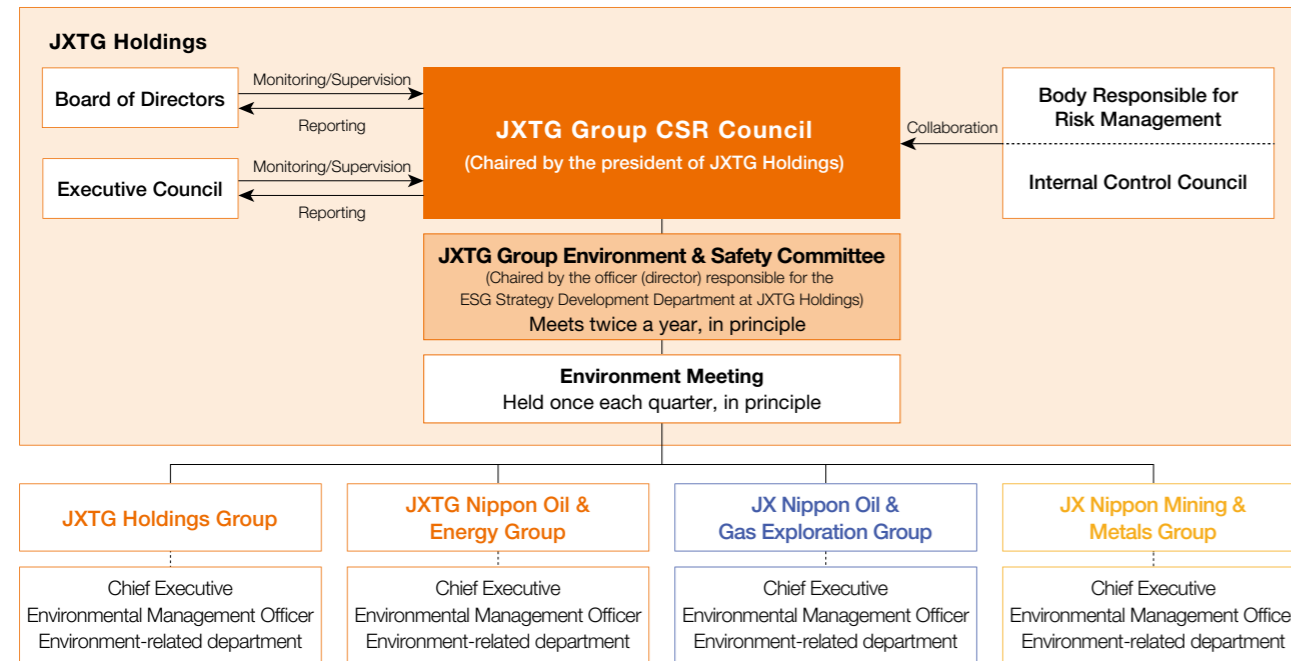 JXTG Holdings
Board of Directors
Monitoring/Supervision
Reporting
Executive Council
Monitoring/Supervision
Reporting
JXTG Group CSR Council
(Chaired by the president of JXTG Holdings)
Collaboration
Body Responsible for
Risk Management
Internal Control Council
JXTG Group Environment & Safety Committee
(Chaired by the officer (director) responsible for the
ESG Strategy Development Department at JXTG Holdings)
Meets twice a year, in principle
Environment Meeting
Held once each quarter, in principle
JXTG Holdings Group
Chief Executive
Environmental Management Officer
Environment-related department
JXTG Nippon Oil &
Energy Group
Chief Executive
Environmental Management Officer
Environment-related department
JX Nippon Oil &
Gas Exploration Group
Chief Executive
Environmental Management Officer
Environment-related department
JX Nippon Mining &
Metals Group
Chief Executive
Environmental Management Officer
Environment-related department